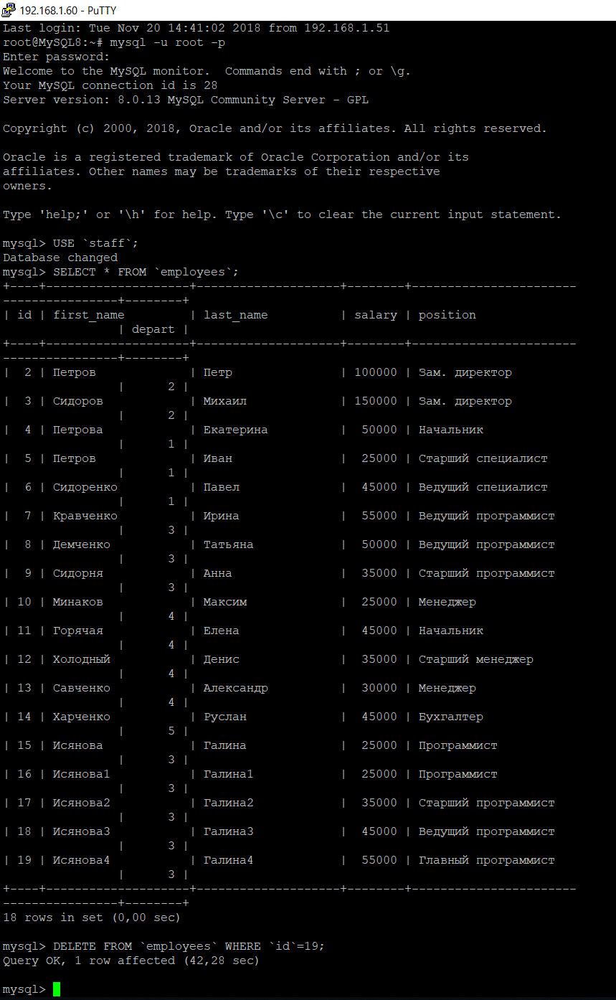 192.168.1.60 - PuTTY
Last login: Tue Nov 20 14:41:02 2018 from 192.168.1.51
root@MySQL8:~# mysql -u root -p
Enter password:
Welcome to the MySQL monitor.  Commands end with ; or \g.
Your MySQL connection id is 28
Server version: 8.0.13 MySQL Community Server - GPL

Copyright (c) 2000, 2018, Oracle and/or its affiliates. All rights reserved.

Oracle is a registered trademark of Oracle Corporation and/or its
affiliates. Other names may be trademarks of their respective
owners.

Type 'help;' or '\h' for help. Type '\c' to clear the current input statement.

mysql> USE `staff`;
Database changed
mysql> SELECT * FROM `employees`;
+----+--------------------+--------------------+--------+-----------------------
----------------+--------+
| id | first_name         | last_name          | salary | position
                | depart |
+----+--------------------+--------------------+--------+-----------------------
----------------+--------+
|  2 | Петров             | Петр               | 100000 | Зам. директор
                |      2 |
|  3 | Сидоров            | Михаил             | 150000 | Зам. директор
                |      2 |
|  4 | Петрова            | Екатерина          |  50000 | Начальник
                |      1 |
|  5 | Петров             | Иван               |  25000 | Старший специалист
                |      1 |
|  6 | Сидоренко          | Павел              |  45000 | Ведущий специалист
                |      1 |
|  7 | Кравченко          | Ирина              |  55000 | Ведущий программист
                |      3 |
|  8 | Демченко           | Татьяна            |  50000 | Ведущий программист
                |      3 |
|  9 | Сидорня            | Анна               |  35000 | Старший программист
                |      3 |
| 10 | Минаков            | Максим             |  25000 | Менеджер
                |      4 |
| 11 | Горячая            | Елена              |  45000 | Начальник
                |      4 |
| 12 | Холодный           | Денис              |  35000 | Старший менеджер
                |      4 |
| 13 | Савченко           | Александр          |  30000 | Менеджер
                |      4 |
| 14 | Харченко           | Руслан             |  45000 | Бухгалтер
                |      5 |
| 15 | Исянова            | Галина             |  25000 | Программист
                |      3 |
| 16 | Исянова1           | Галина1            |  25000 | Программист
                |      3 |
| 17 | Исянова2           | Галина2            |  35000 | Старший программист
                |      3 |
| 18 | Исянова3           | Галина3            |  45000 | Ведущий программист
                |      3 |
| 19 | Исянова4           | Галина4            |  55000 | Главный программист
                |      3 |
+----+--------------------+--------------------+--------+-----------------------
----------------+--------+
18 rows in set (0,00 sec)

mysql> DELETE FROM `employees` WHERE `id`=19;
Query OK, 1 row affected (42,28 sec)

mysql>